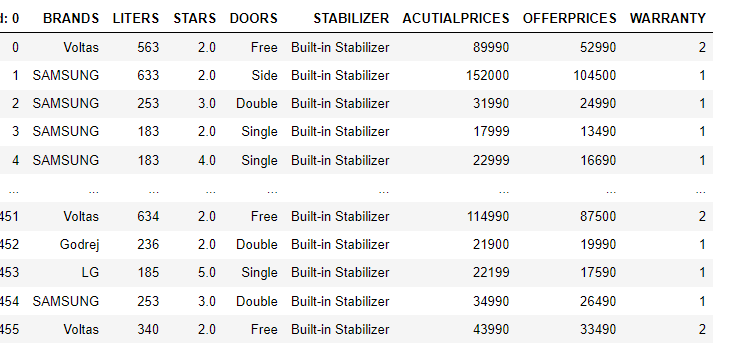 d: 0 BRANDS LITERS STARS DOORS STABILIZER ACUTIALPRICES OFFERPRICES WARRANTY
0 Voltas 563 2.0 Free Built-in Stabilizer 89990 52990 2
1 SAMSUNG 633 2.0 Side Built-in Stabilizer 152000 104500 1
2 SAMSUNG 253 3.0 Double Built-in Stabilizer 31990 24990 1
3 SAMSUNG 183 2.0 Single Built-in Stabilizer 17999 13490 1
4 SAMSUNG 183 4.0 Single Built-in Stabilizer 22999 16690 1
... ... ... ... ... ... ... ... ...
451 Voltas 634 2.0 Free Built-in Stabilizer 114990 87500 2
452 Godrej 236 2.0 Double Built-in Stabilizer 21900 19990 1
453 LG 185 5.0 Single Built-in Stabilizer 22199 17590 1
454 SAMSUNG 253 3.0 Double Built-in Stabilizer 34990 26490 1
455 Voltas 340 2.0 Free Built-in Stabilizer 43990 33490 2